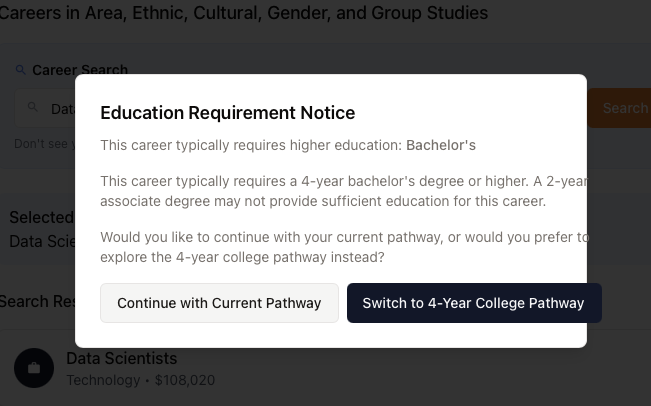 Careers in Area, Ethnic, Cultural, Gender, and Group Studies
Career Search
Search
Don't see
Education Requirement Notice
This career typically requires higher education: Bachelor's
This career typically requires a 4-year bachelor's degree or higher. A 2-year
associate degree may not provide sufficient education for this career.
Would you like to continue with your current pathway, or would you prefer to
explore the 4-year college pathway instead?
Continue with Current Pathway
Switch to 4-Year College Pathway
Selected
Data Scie
Search Res
Data Scientists
Technology • $108,020